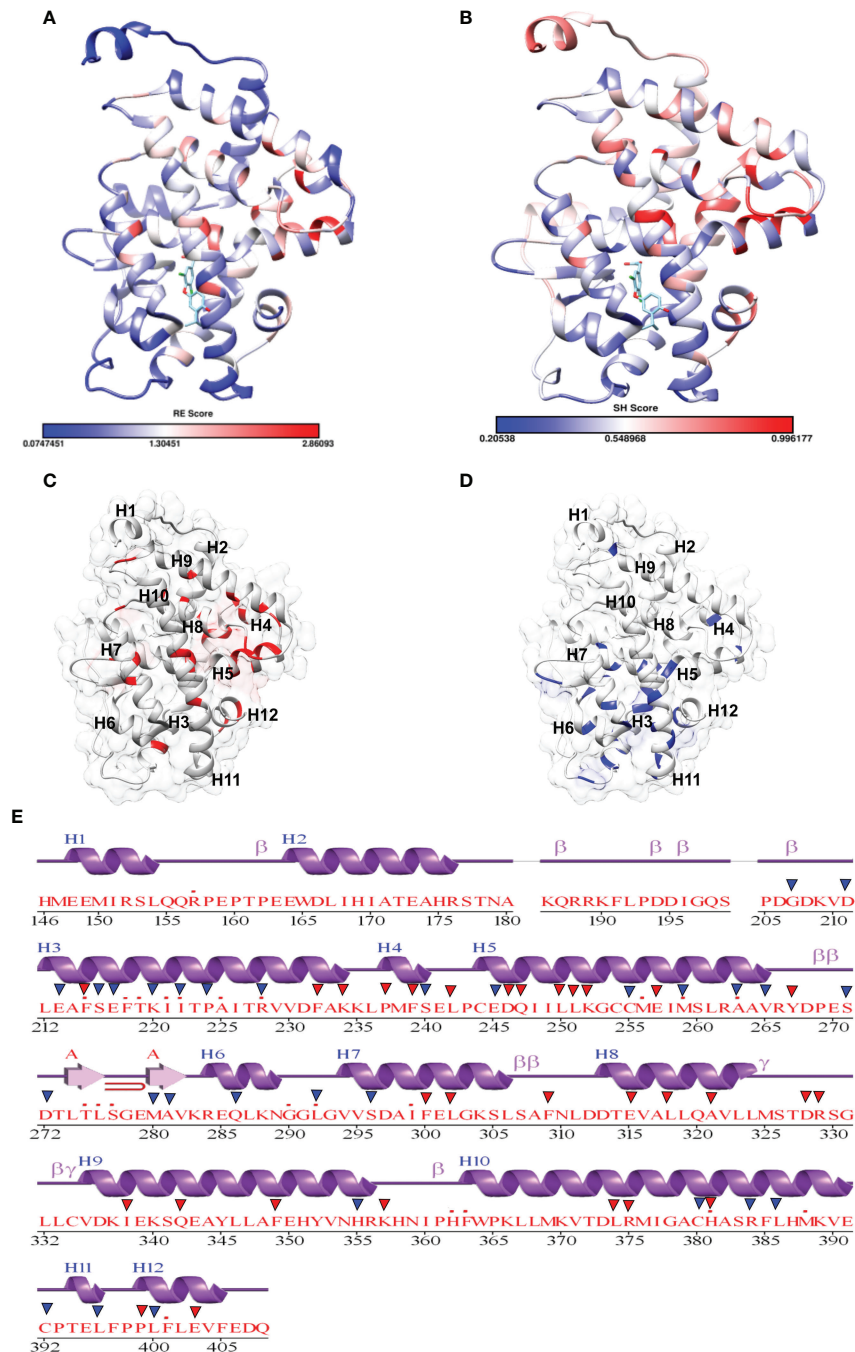 A
B
RE Score
0.0747451 1.30451 2.86093
SH Score
0.20538 0.548968 0.996177
C
D
H1
H2
H9
H10
H8
H4
H7
H5
H6
H3
H12
H11
H1
H2
H9
H10
H8
H4
H7
H5
H6
H3
H12
H11
E
H1 β H2 β β β β
HMEEMIRSLQQRPEPTPEEWDLIHIATEAHRSTNA KQRRKFLPDDIGQS PDGDKVD
146 150 155 160 165 170 175 180 190 195 205 210
H3 H4 H5 ββ
LEAFSEFTKIITPAITRVVDFAKKLPMFSELPCEDQIILLKGCCMEIMSLRAAVRYDPES
212 215 220 225 230 235 240 245 250 255 260 265 270
A A H6 H7 ββ H8 γ
DTLTLSGEMAVKREQLKNGGLGVVSDAIFELGKSLSAFNLDDTEVALLQAVLLMSTDRSG
272 275 280 285 290 295 300 305 310 315 320 325 330
βγ H9 β H10
LLCVDKIEKSQEAYLLAFEHYVNHRKHNIPHFWPKLLMKVTDLRMIGACHASRFLHMKVE
332 335 340 345 350 355 360 365 370 375 380 385 390
H11 H12
CPTELFPPLFLEVFEDQ
392 395 400 405